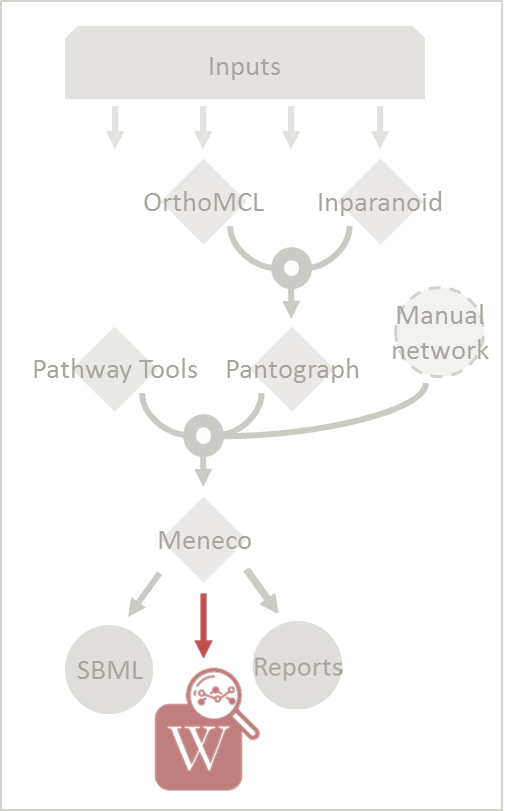 Inputs
OrthoMCL
Inparanoid
Manual
network
Pathway Tools
Pantograph
Meneco
SBML
Reports
W